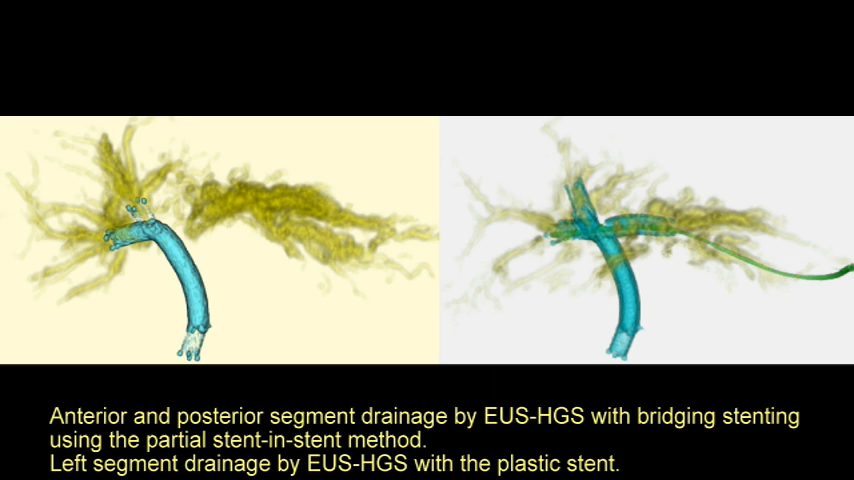 Anterior and posterior segment drainage by EUS-HGS with bridging stenting
using the partial stent-in-stent method.
Left segment drainage by EUS-HGS with the plastic stent.